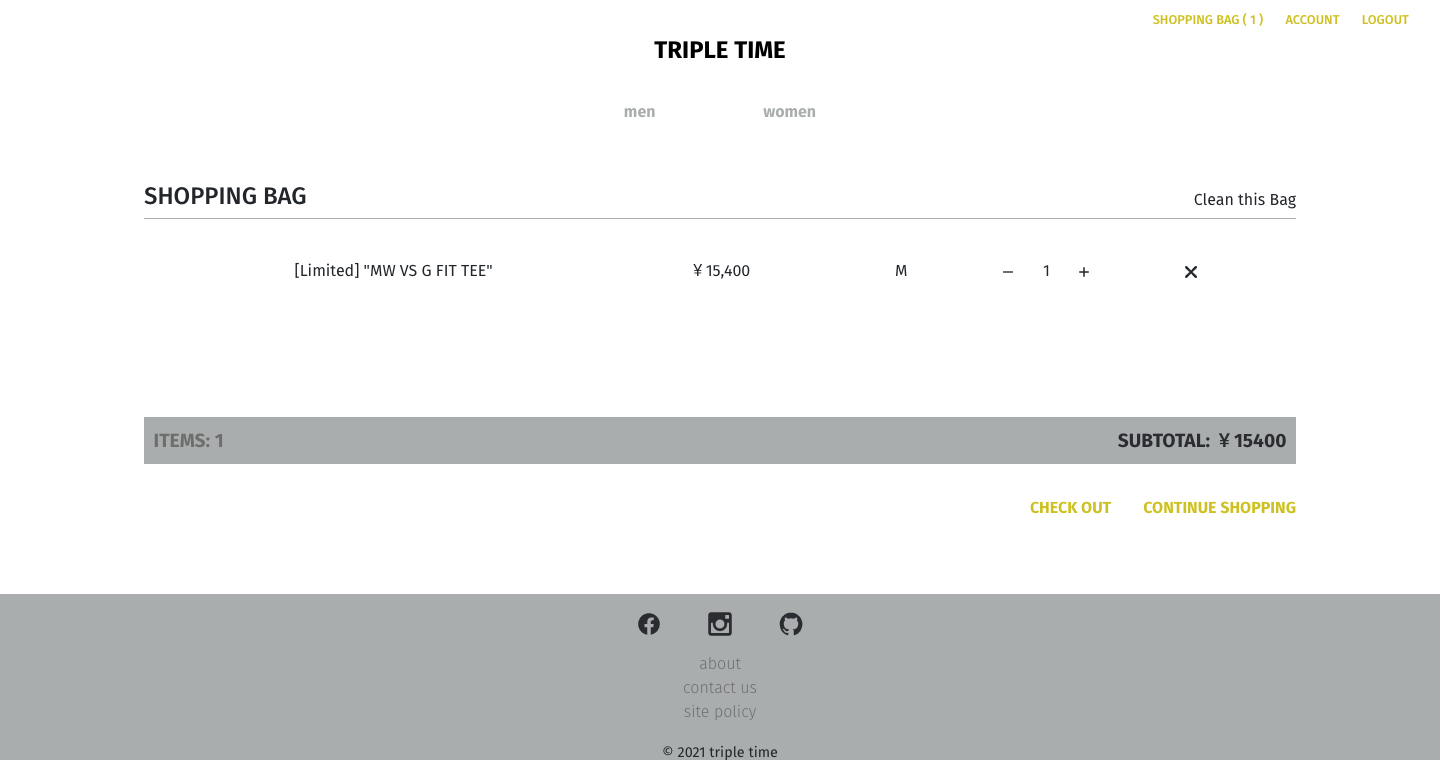 SHOPPING BAG ( 1 ) ACCOUNT LOGOUT
TRIPLE TIME
men women
SHOPPING BAG Clean this Bag
[Limited] "MW VS G FIT TEE" ¥ 15,400 M − 1 +
ITEMS: 1 SUBTOTAL: ¥ 15400
CHECK OUT CONTINUE SHOPPING
about
contact us
site policy
© 2021 triple time